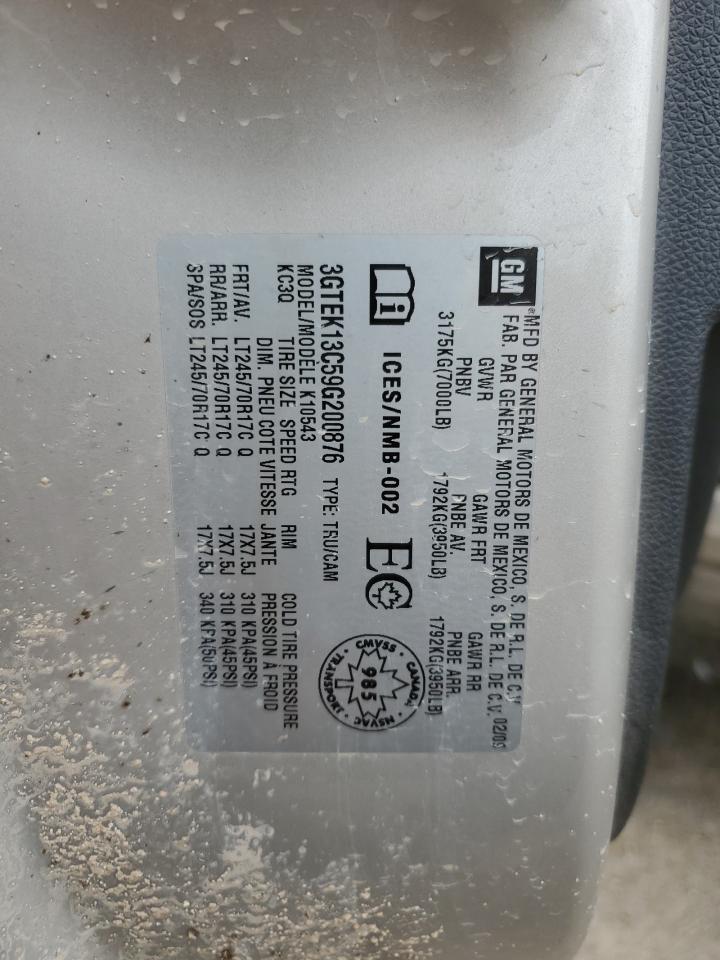 GM
®MFD BY GENERAL MOTORS DE MEXICO, S. DE R.L. DE C.V.
FAB. PAR GENERAL MOTORS DE MEXICO, S. DE R.L. DE C.V. 02/09
GVWR GAWR FRT GAWR RR
PNBV PNBE AV. PNBE ARR.
3175KG(7000LB) 1792KG(3950LB) 1792KG(3950LB)
i ICES/NMB-002 EC
CMVSS · CANADA · NSVAC · TRANSPORT ·
985
3GTEK13C59G200876 TYPE: TRU/CAM
MODEL/MODÈLE K10543
KC3Q TIRE SIZE SPEED RTG RIM COLD TIRE PRESSURE
DIM. PNEU COTE VITESSE JANTE PRESSION À FROID
FRT/AV. LT245/70R17C Q 17X7.5J 310 KPA(45PSI)
RR/ARR. LT245/70R17C Q 17X7.5J 310 KPA(45PSI)
SPA/SOS LT245/70R17C Q 17X7.5J 340 KPA(50PSI)